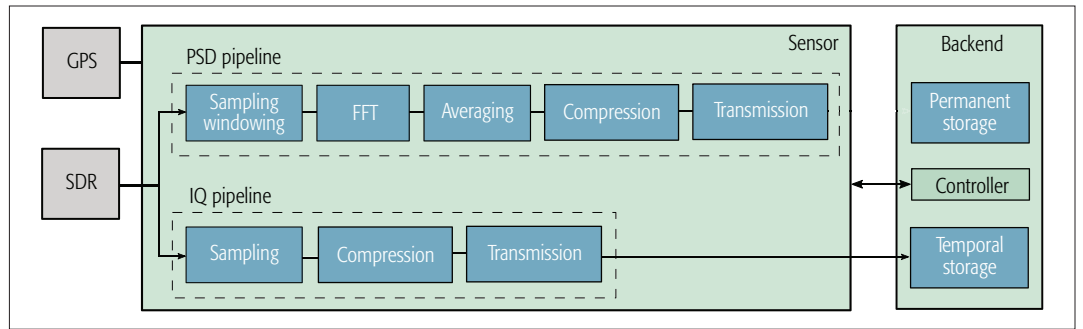 GPS
SDR
Sensor
PSD pipeline
Sampling
windowing
FFT
Averaging
Compression
Transmission
IQ pipeline
Sampling
Compression
Transmission
Backend
Permanent
storage
Controller
Temporal
storage